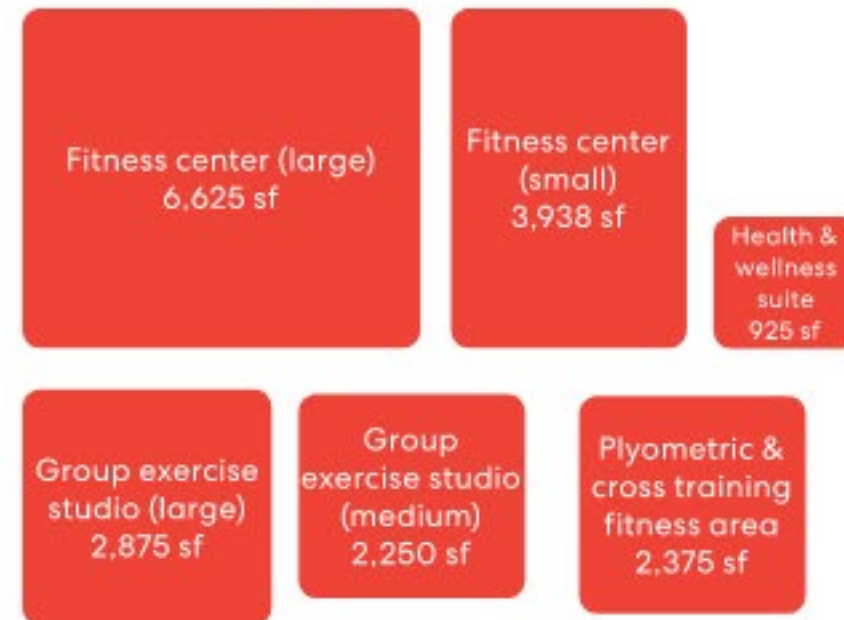 Fitness center (large)
6,625 sf
Fitness center
(small)
3,938 sf
Health &
wellness
suite
925 sf
Group exercise
studio (large)
2,875 sf
Group
exercise studio
(medium)
2,250 sf
Plyometric &
cross training
fitness area
2,375 sf